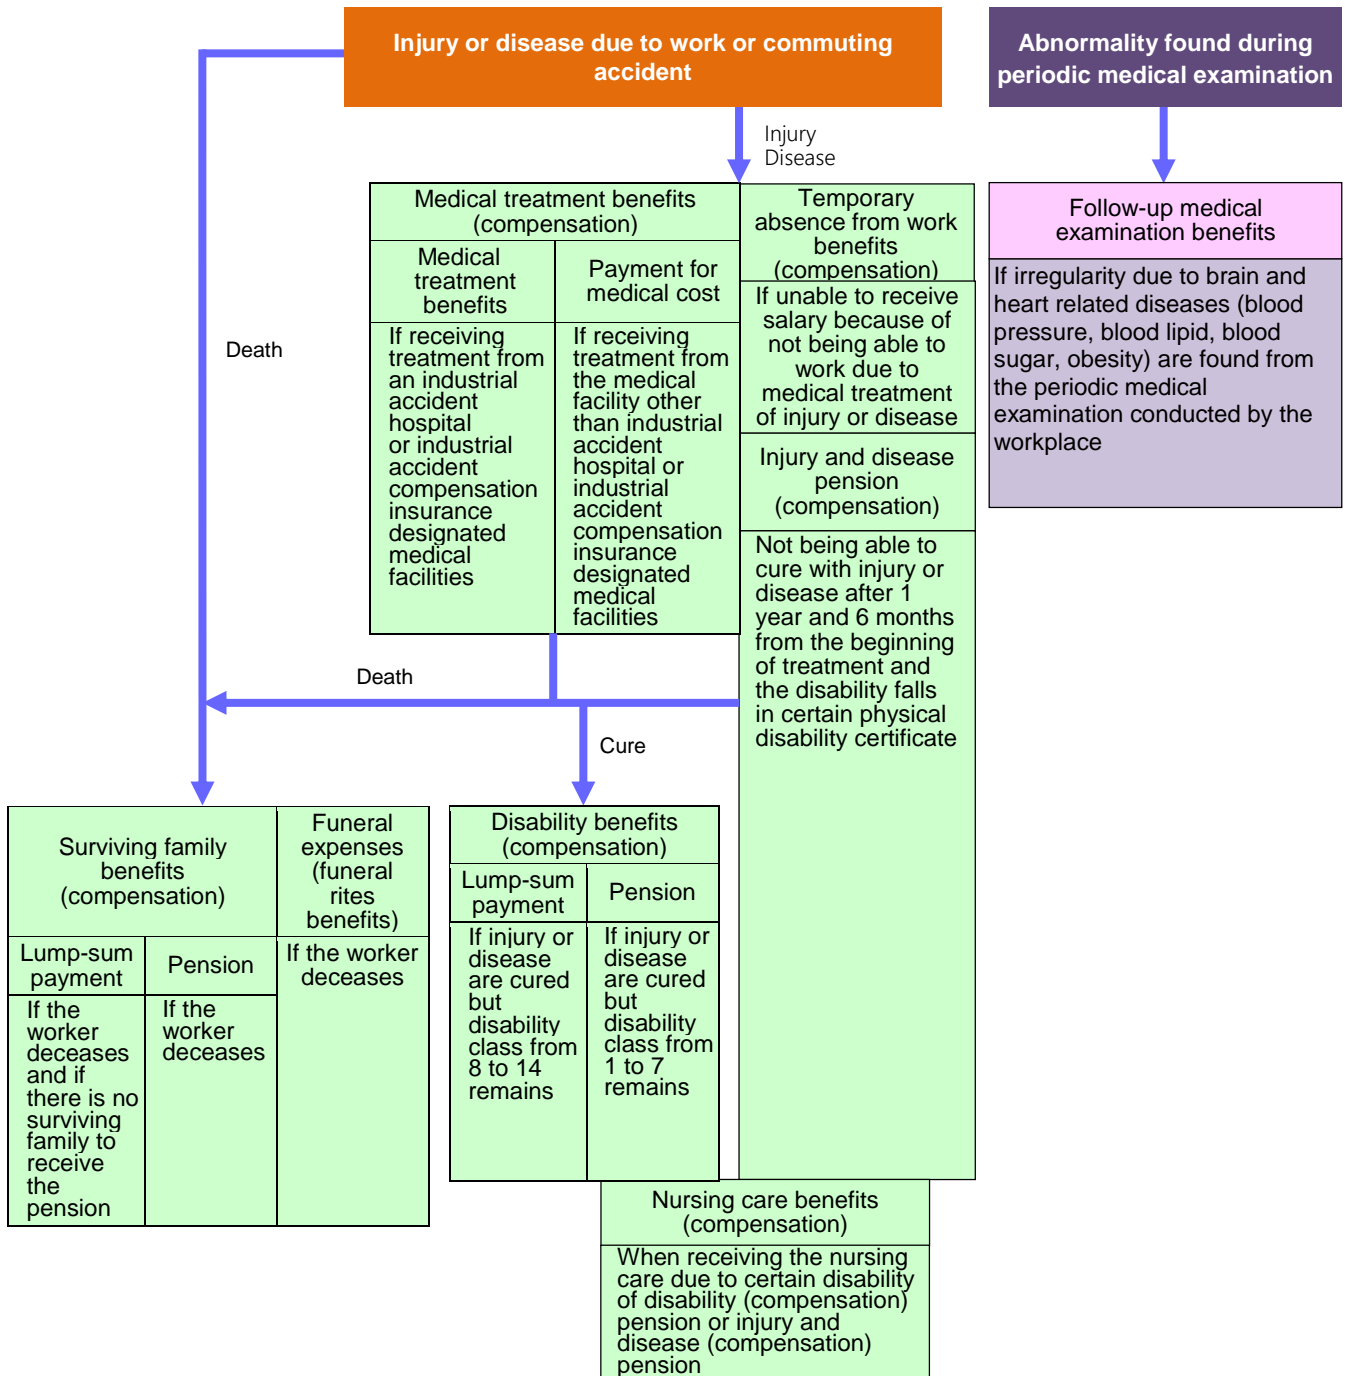 Injury or disease due to work or commuting
accident
Abnormality found during
periodic medical examination
Injury
Disease
Death
Medical treatment benefits
(compensation)
Medical
treatment
benefits
Payment for
medical cost
If receiving
treatment from
an industrial
accident
hospital
or industrial
accident
compensation
insurance
designated
medical
facilities
If receiving
treatment from
the medical
facility other
than industrial
accident
hospital or
industrial
accident
compensation
insurance
designated
medical
facilities
Temporary
absence from work
benefits
(compensation)
If unable to receive
salary because of
not being able to
work due to
medical treatment
of injury or disease
Injury and disease
pension
(compensation)
Not being able to
cure with injury or
disease after 1
year and 6 months
from the beginning
of treatment and
the disability falls
in certain physical
disability certificate
Follow-up medical
examination benefits
If irregularity due to brain and
heart related diseases (blood
pressure, blood lipid, blood
sugar, obesity) are found from
the periodic medical
examination conducted by the
workplace
Death
Cure
Surviving family
benefits
(compensation)
Funeral
expenses
(funeral
rites
benefits)
Lump-sum
payment
Pension
If the worker
deceases
If the
worker
deceases
and if
there is no
surviving
family to
receive
the
pension
If the
worker
deceases
Disability benefits
(compensation)
Lump-sum
payment
Pension
If injury or
disease
are cured
but
disability
class from
8 to 14
remains
If injury or
disease
are cured
but
disability
class from
1 to 7
remains
Nursing care benefits
(compensation)
When receiving the nursing
care due to certain disability
of disability (compensation)
pension or injury and
disease (compensation)
pension